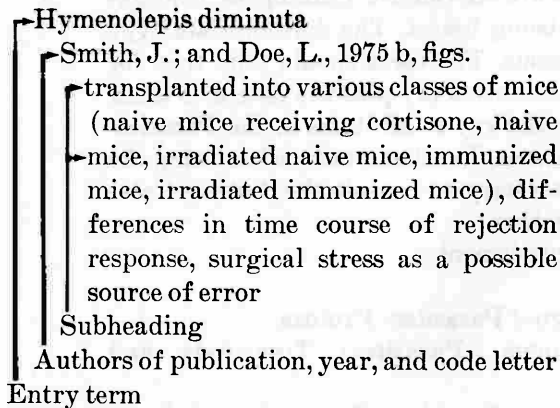 Hymenolepis diminuta
Smith, J.; and Doe, L., 1975 b, figs.
transplanted into various classes of mice
(naive mice receiving cortisone, naive
mice, irradiated naive mice, immunized
mice, irradiated immunized mice), dif-
ferences in time course of rejection
response, surgical stress as a possible
source of error
Subheading
Authors of publication, year, and code letter
Entry term